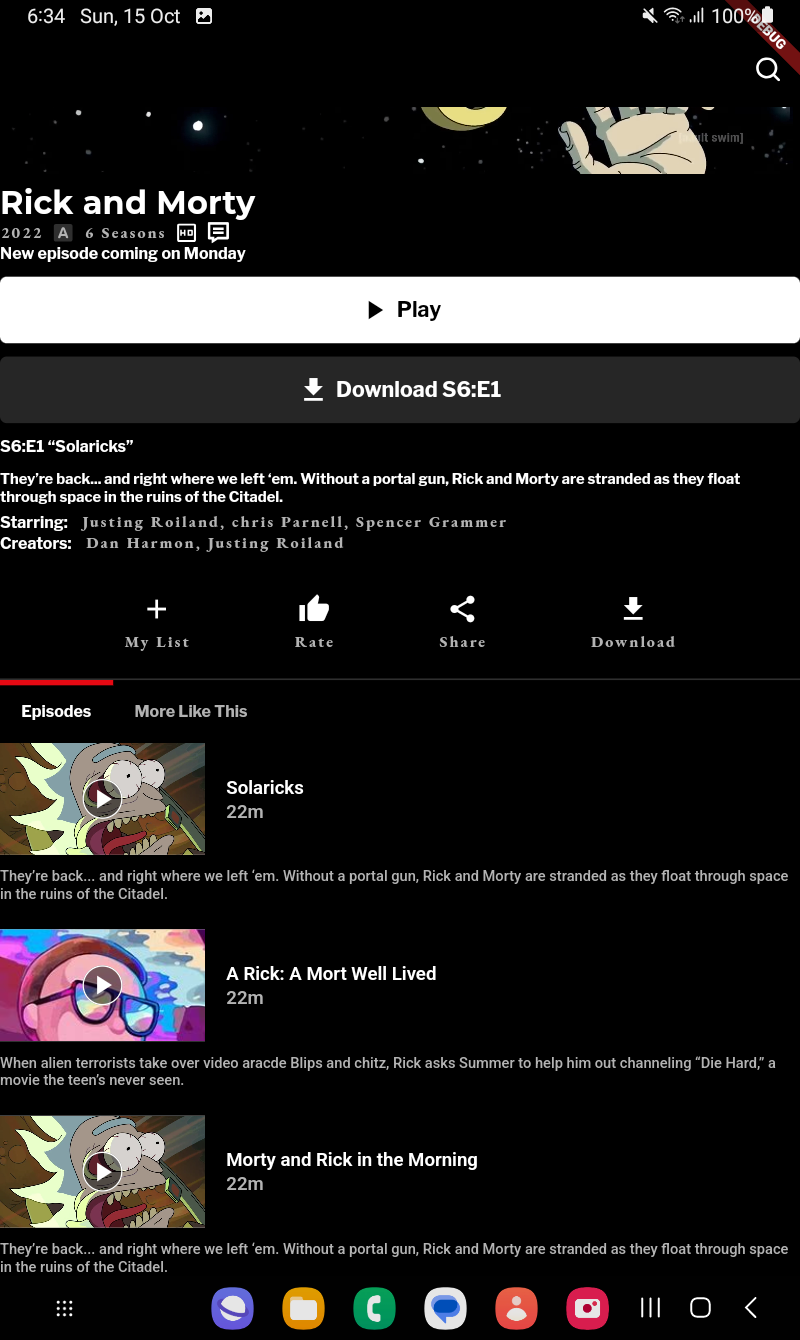 6:34 Sun, 15 Oct 100%
DEBUG
[adult swim]
Rick and Morty
2022 A 6 Seasons HD
New episode coming on Monday
Play
Download S6:E1
S6:E1 “Solaricks”
They’re back... and right where we left ‘em. Without a portal gun, Rick and Morty are stranded as they float
through space in the ruins of the Citadel.
Starring: Justing Roiland, chris Parnell, Spencer Grammer
Creators: Dan Harmon, Justing Roiland
My List Rate Share Download
Episodes More Like This
Solaricks
22m
They’re back... and right where we left ‘em. Without a portal gun, Rick and Morty are stranded as they float through space
in the ruins of the Citadel.
A Rick: A Mort Well Lived
22m
When alien terrorists take over video aracde Blips and chitz, Rick asks Summer to help him out channeling “Die Hard,” a
movie the teen’s never seen.
Morty and Rick in the Morning
22m
They’re back... and right where we left ‘em. Without a portal gun, Rick and Morty are stranded as they float through space
in the ruins of the Citadel.